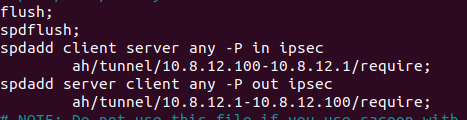 flush;
spdflush;
spdadd client server any -P in ipsec
ah/tunnel/10.8.12.100-10.8.12.1/require;
spdadd server client any -P out ipsec
ah/tunnel/10.8.12.1-10.8.12.100/require;
# NOTE: Do not use this file if you use racoon with